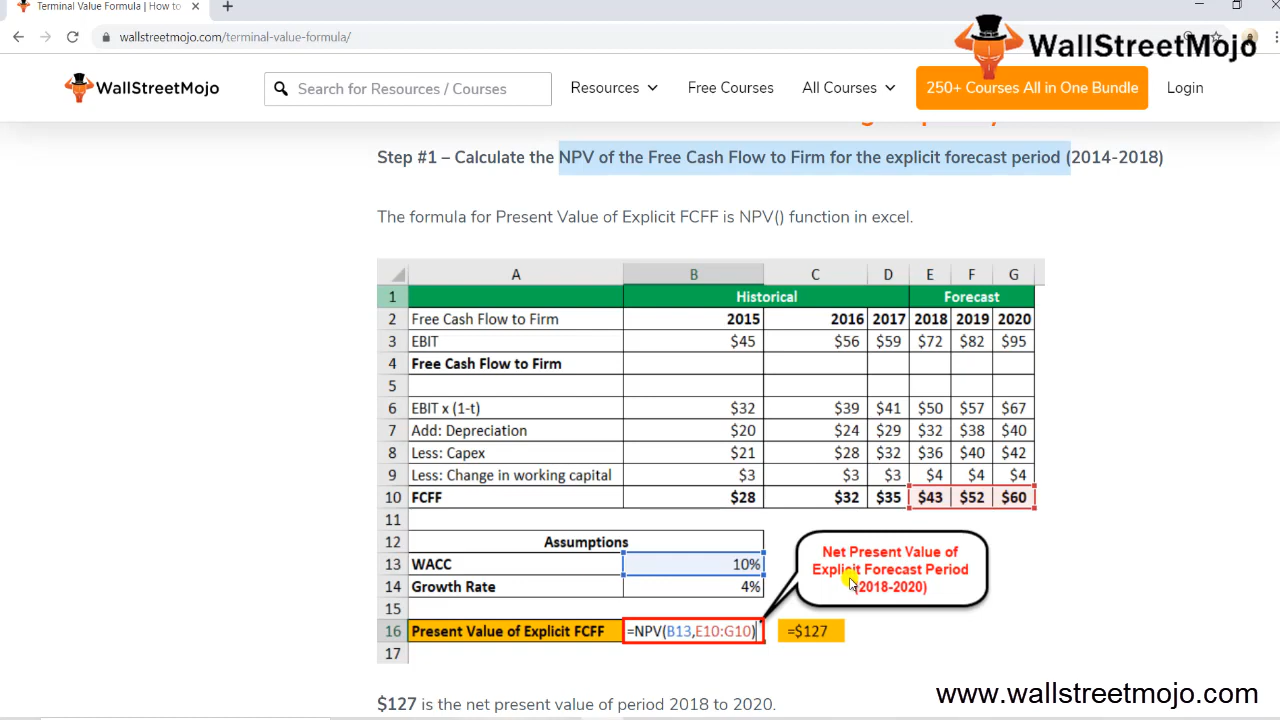 Terminal Value Formula | How to
wallstreetmojo.com/terminal-value-formula/
WallStreetMojo
WallStreetMojo
Search for Resources / Courses
Resources
Free Courses
All Courses
250+ Courses All in One Bundle
Login
Step #1 – Calculate the NPV of the Free Cash Flow to Firm for the explicit forecast period (2014-2018)
The formula for Present Value of Explicit FCFF is NPV() function in excel.
A B C D E F G
1 Historical Forecast
2 Free Cash Flow to Firm 2015 2016 2017 2018 2019 2020
3 EBIT $45 $56 $59 $72 $82 $95
4 Free Cash Flow to Firm
5
6 EBIT x (1-t) $32 $39 $41 $50 $57 $67
7 Add: Depreciation $20 $24 $29 $32 $38 $40
8 Less: Capex $21 $28 $32 $36 $40 $42
9 Less: Change in working capital $3 $3 $3 $4 $4 $4
10 FCFF $28 $32 $35 $43 $52 $60
11
12 Assumptions
13 WACC 10%
14 Growth Rate 4%
15
16 Present Value of Explicit FCFF =NPV(B13,E10:G10) =$127
17
Net Present Value of
Explicit Forecast Period
(2018-2020)
$127 is the net present value of period 2018 to 2020.
www.wallstreetmojo.com